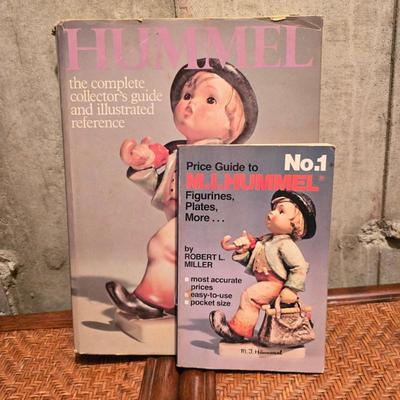 HUMMEL
the complete
collector's guide
and illustrated
reference
No.1
Price Guide to
M.I.HUMMEL®
Figurines,
Plates,
More...
by
ROBERT L.
MILLER
most accurate
prices
easy-to-use
pocket size
M.J. Hümmel